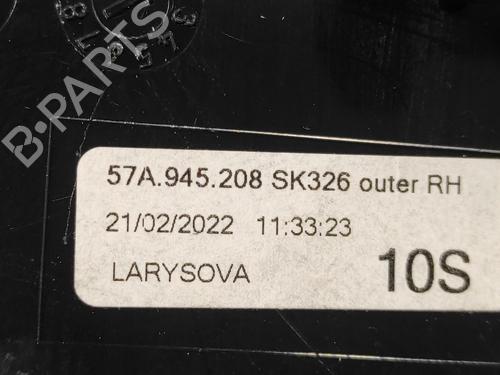 57A.945.208 SK326 outer RH
21/02/2022 11:33:23
LARYSOVA
10S
B-PARTS